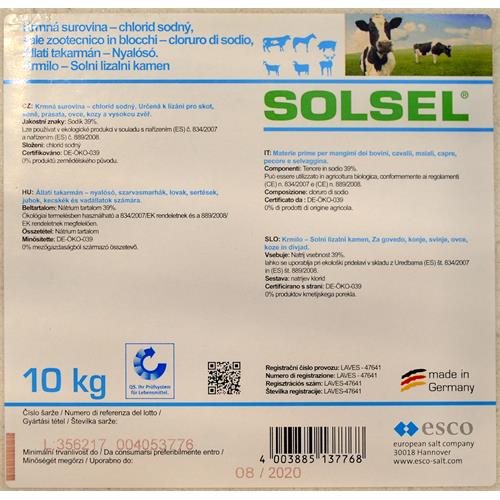 Krmná surovina – chlorid sodný,
Sale zootecnico in blocchi – cloruro di sodio,
Állati takarmán – Nyalósó.
Krmilo – Solni lizalni kamen
SOLSEL®
CZ: Krmná surovina – chlorid sodný, Určená k lízání pro skot,
koně, prasata, ovce, kozy a vysokou zvěř.
Jakostní znaky: Sodík 39%.
Lze používat v ekologické produkci v souladu s nařízením (ES) č. 834/2007
a nařízením (ES) č. 889/2008.
Složení: chlorid sodný
Certifikováno: DE-ÖKO-039
0% produktů zemědělského původu.
HU: Állati takarmány – nyalósó, szarvasmarhák, lovak, sertések,
juhok, kecskék és vadállatok számára.
Beltartalom: Nátrium tartalom 39%.
Ökológiai termelésben használható a 834/2007/EK rendeletnek és a 889/2008/
EK rendeletnek megfelelően.
Összetétel: Nátrium tartalom
Minősítette: DE-ÖKO-039
0% mezőgazdaságból származó összetevő.
IT: Materie prime per mangimi dei bovini, cavalli, maiali, capre,
pecore e selvaggina.
Componenti: Tenore in sodio 39%.
Può essere utilizzato in agricoltura biologica, conformemente ai regolamenti
(CE) n. 834/2007 e (CE) n. 889/2008.
Composizione: cloruro di sodio
Certificato da: DE-ÖKO-039
0% di prodotti di origine agricola.
SLO: Krmilo – Solni lizalni kamen, Za govedo, konje, svinje, ovce,
koze in divjad.
Vsebuje: Natrij vsebnost 39%.
lahko se uporablja pri ekološki pridelavi v skladu z Uredbama (ES) št. 834/2007
in (ES) št. 889/2008.
Sestava: natrijev klorid
Certificirano s strani: DE-ÖKO-039
0% produktov kmetijskega porekla.
10 kg
QS. Ihr Prüfsystem
für Lebensmittel.
Registrační číslo provozu: LAVES - 47641
Numero di registrazione: LAVES - 47641
Regisztrációs szám: LAVES-47641
Številka obrata: LAVES-47641
made in
Germany
Číslo šarže / Numero di referenza del lotto /
Gyártási tétel / Številka šarže:
L 356217 004053776
Minimální trvanlivost do / Da consumarsi preferibilmente entro /
Minőségét megőrzi / Uporabno do:
08 / 2020
4 003885 137768
esco
european salt company
30018 Hannover
www.esco-salt.com